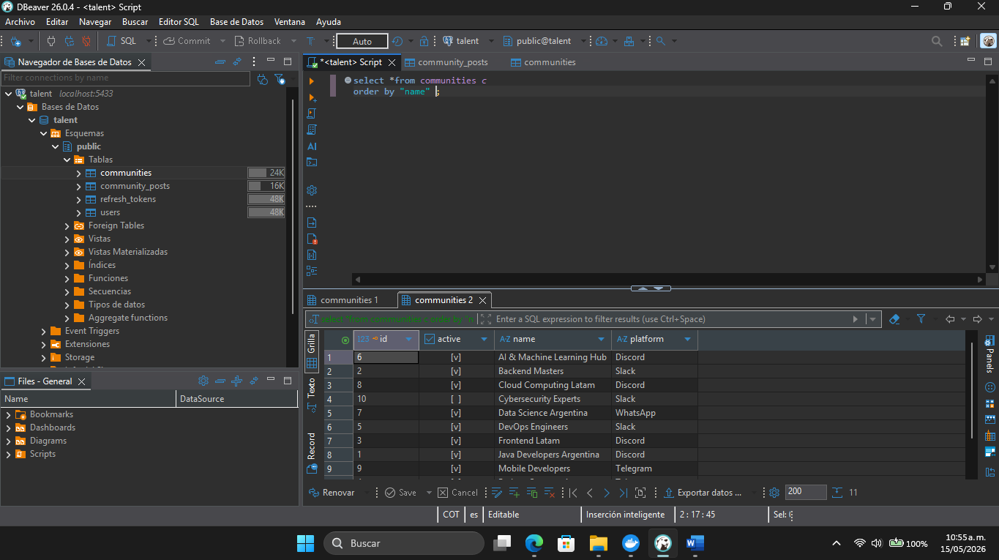 DBeaver 26.0.4 - <talent> Script
Archivo Editar Navegar Buscar Editor SQL Base de Datos Ventana Ayuda
SQL Commit Rollback T Auto talent public@talent
Navegador de Bases de Datos
Filter connections by name
talent localhost:5433
Bases de Datos
talent
Esquemas
public
Tablas
communities 24K
community_posts 16K
refresh_tokens 48K
users 48K
Foreign Tables
Vistas
Vistas Materializadas
Índices
Funciones
Secuencias
Tipos de datos
Aggregate functions
Event Triggers
Extensiones
Storage
Files - General
Name DataSource
Bookmarks
Dashboards
Diagrams
Scripts
*<talent> Script community_posts communities
select *from communities c
order by "name" ;
AI
communities 1 communities 2
select *from communities c order by "n
Enter a SQL expression to filter results (use Ctrl+Space)
Grilla
Texto
Record
123 id active A-Z name A-Z platform
1 6 [v] AI & Machine Learning Hub Discord
2 2 [v] Backend Masters Slack
3 8 [v] Cloud Computing Latam Discord
4 10 [ ] Cybersecurity Experts Slack
5 7 [v] Data Science Argentina WhatsApp
6 5 [v] DevOps Engineers Slack
7 3 [v] Frontend Latam Discord
8 1 [v] Java Developers Argentina Discord
9 9 [v] Mobile Developers Telegram
Panels
Renovar Save Cancel Exportar datos ... 200 11
COT es Editable Inserción inteligente 2 : 17 : 45 Sel:
Buscar
100%
10:55 a. m.
15/05/2026